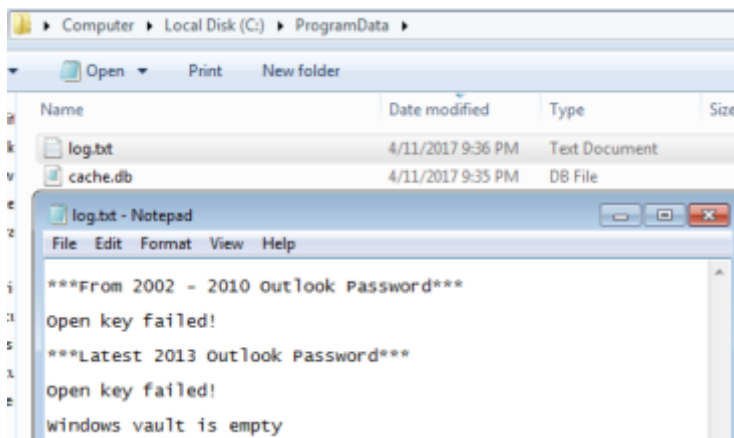 Computer Local Disk (C:) ProgramData
Open Print New folder
Name Date modified Type Size
log.txt 4/11/2017 9:36 PM Text Document
cache.db 4/11/2017 9:35 PM DB File
log.txt - Notepad
File Edit Format View Help
***From 2002 - 2010 Outlook Password***
Open key failed!
***Latest 2013 Outlook Password***
Open key failed!
Windows vault is empty